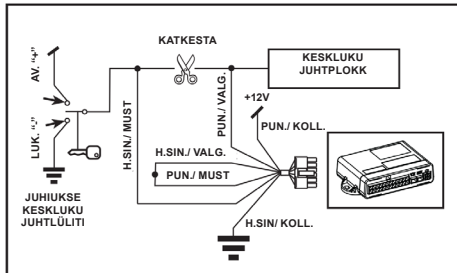 KATKESTA
KESKLUKU
JUHTPLOKK
AV. “+”
LUK. “-”
H.SIN./ MUST
PUN./ VALG.
+12V
PUN./ KOLL.
H.SIN./ VALG.
PUN./ MUST
H.SIN/ KOLL.
JUHIUKSE
KESKLUKU
JUHTLÜLITI